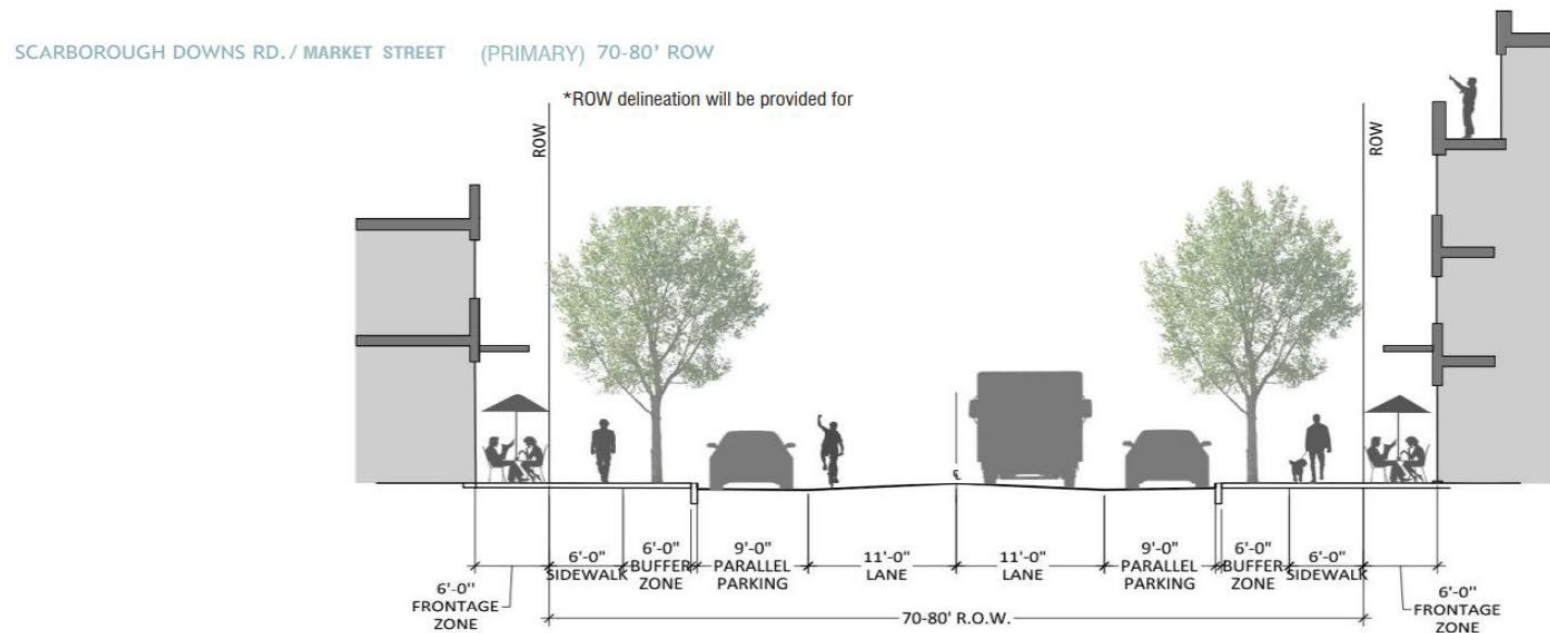 SCARBOROUGH DOWNS RD. / MARKET STREET (PRIMARY) 70-80' ROW
*ROW delineation will be provided for
ROW
ROW
℄
6'-0"
SIDEWALK
6'-0"
BUFFER
ZONE
9'-0"
PARALLEL
PARKING
11'-0"
LANE
11'-0"
LANE
9'-0"
PARALLEL
PARKING
6'-0"
BUFFER
ZONE
6'-0"
SIDEWALK
6'-0"
FRONTAGE
ZONE
6'-0"
FRONTAGE
ZONE
70-80' R.O.W.